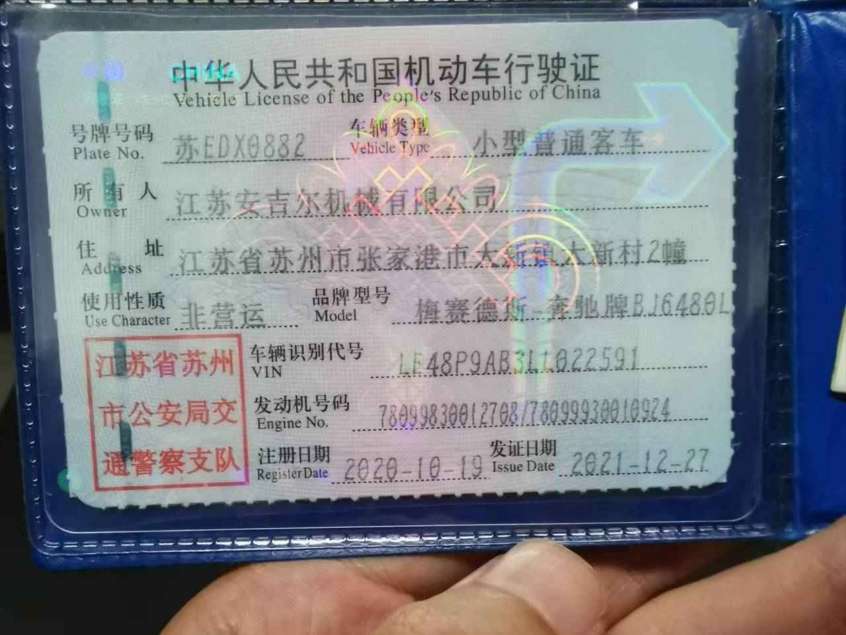 中华人民共和国机动车行驶证
Vehicle License of the People's Republic of China
号牌号码 苏EDX0882 车辆类型 小型普通客车
Plate No. Vehicle Type
所有人 江苏安吉尔机械有限公司
Owner
住址 江苏省苏州市张家港市大新镇大新村2幢
Address
使用性质 非营运 品牌型号 梅赛德斯-奔驰牌BJ6480L
Use Character Model
江苏省苏州
市公安局交
通警察支队
车辆识别代号 LE48P9AB3LL022591
VIN
发动机号码 78099830012708/78099930010924
Engine No.
注册日期 2020-10-19 发证日期 2021-12-27
Register Date Issue Date